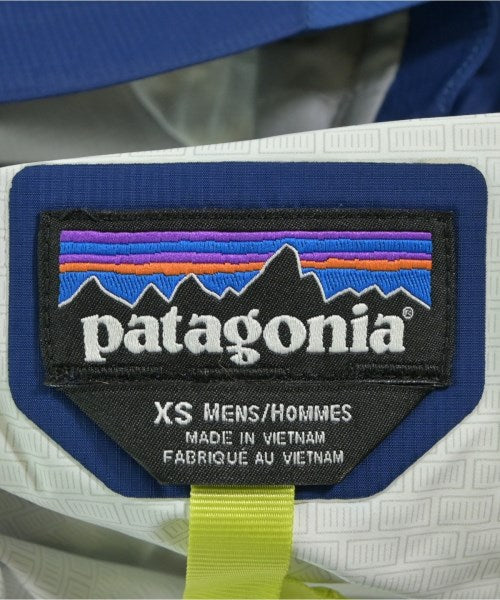 patagonia®
XS MENS/HOMMES
MADE IN VIETNAM
FABRIQUÉ AU VIETNAM